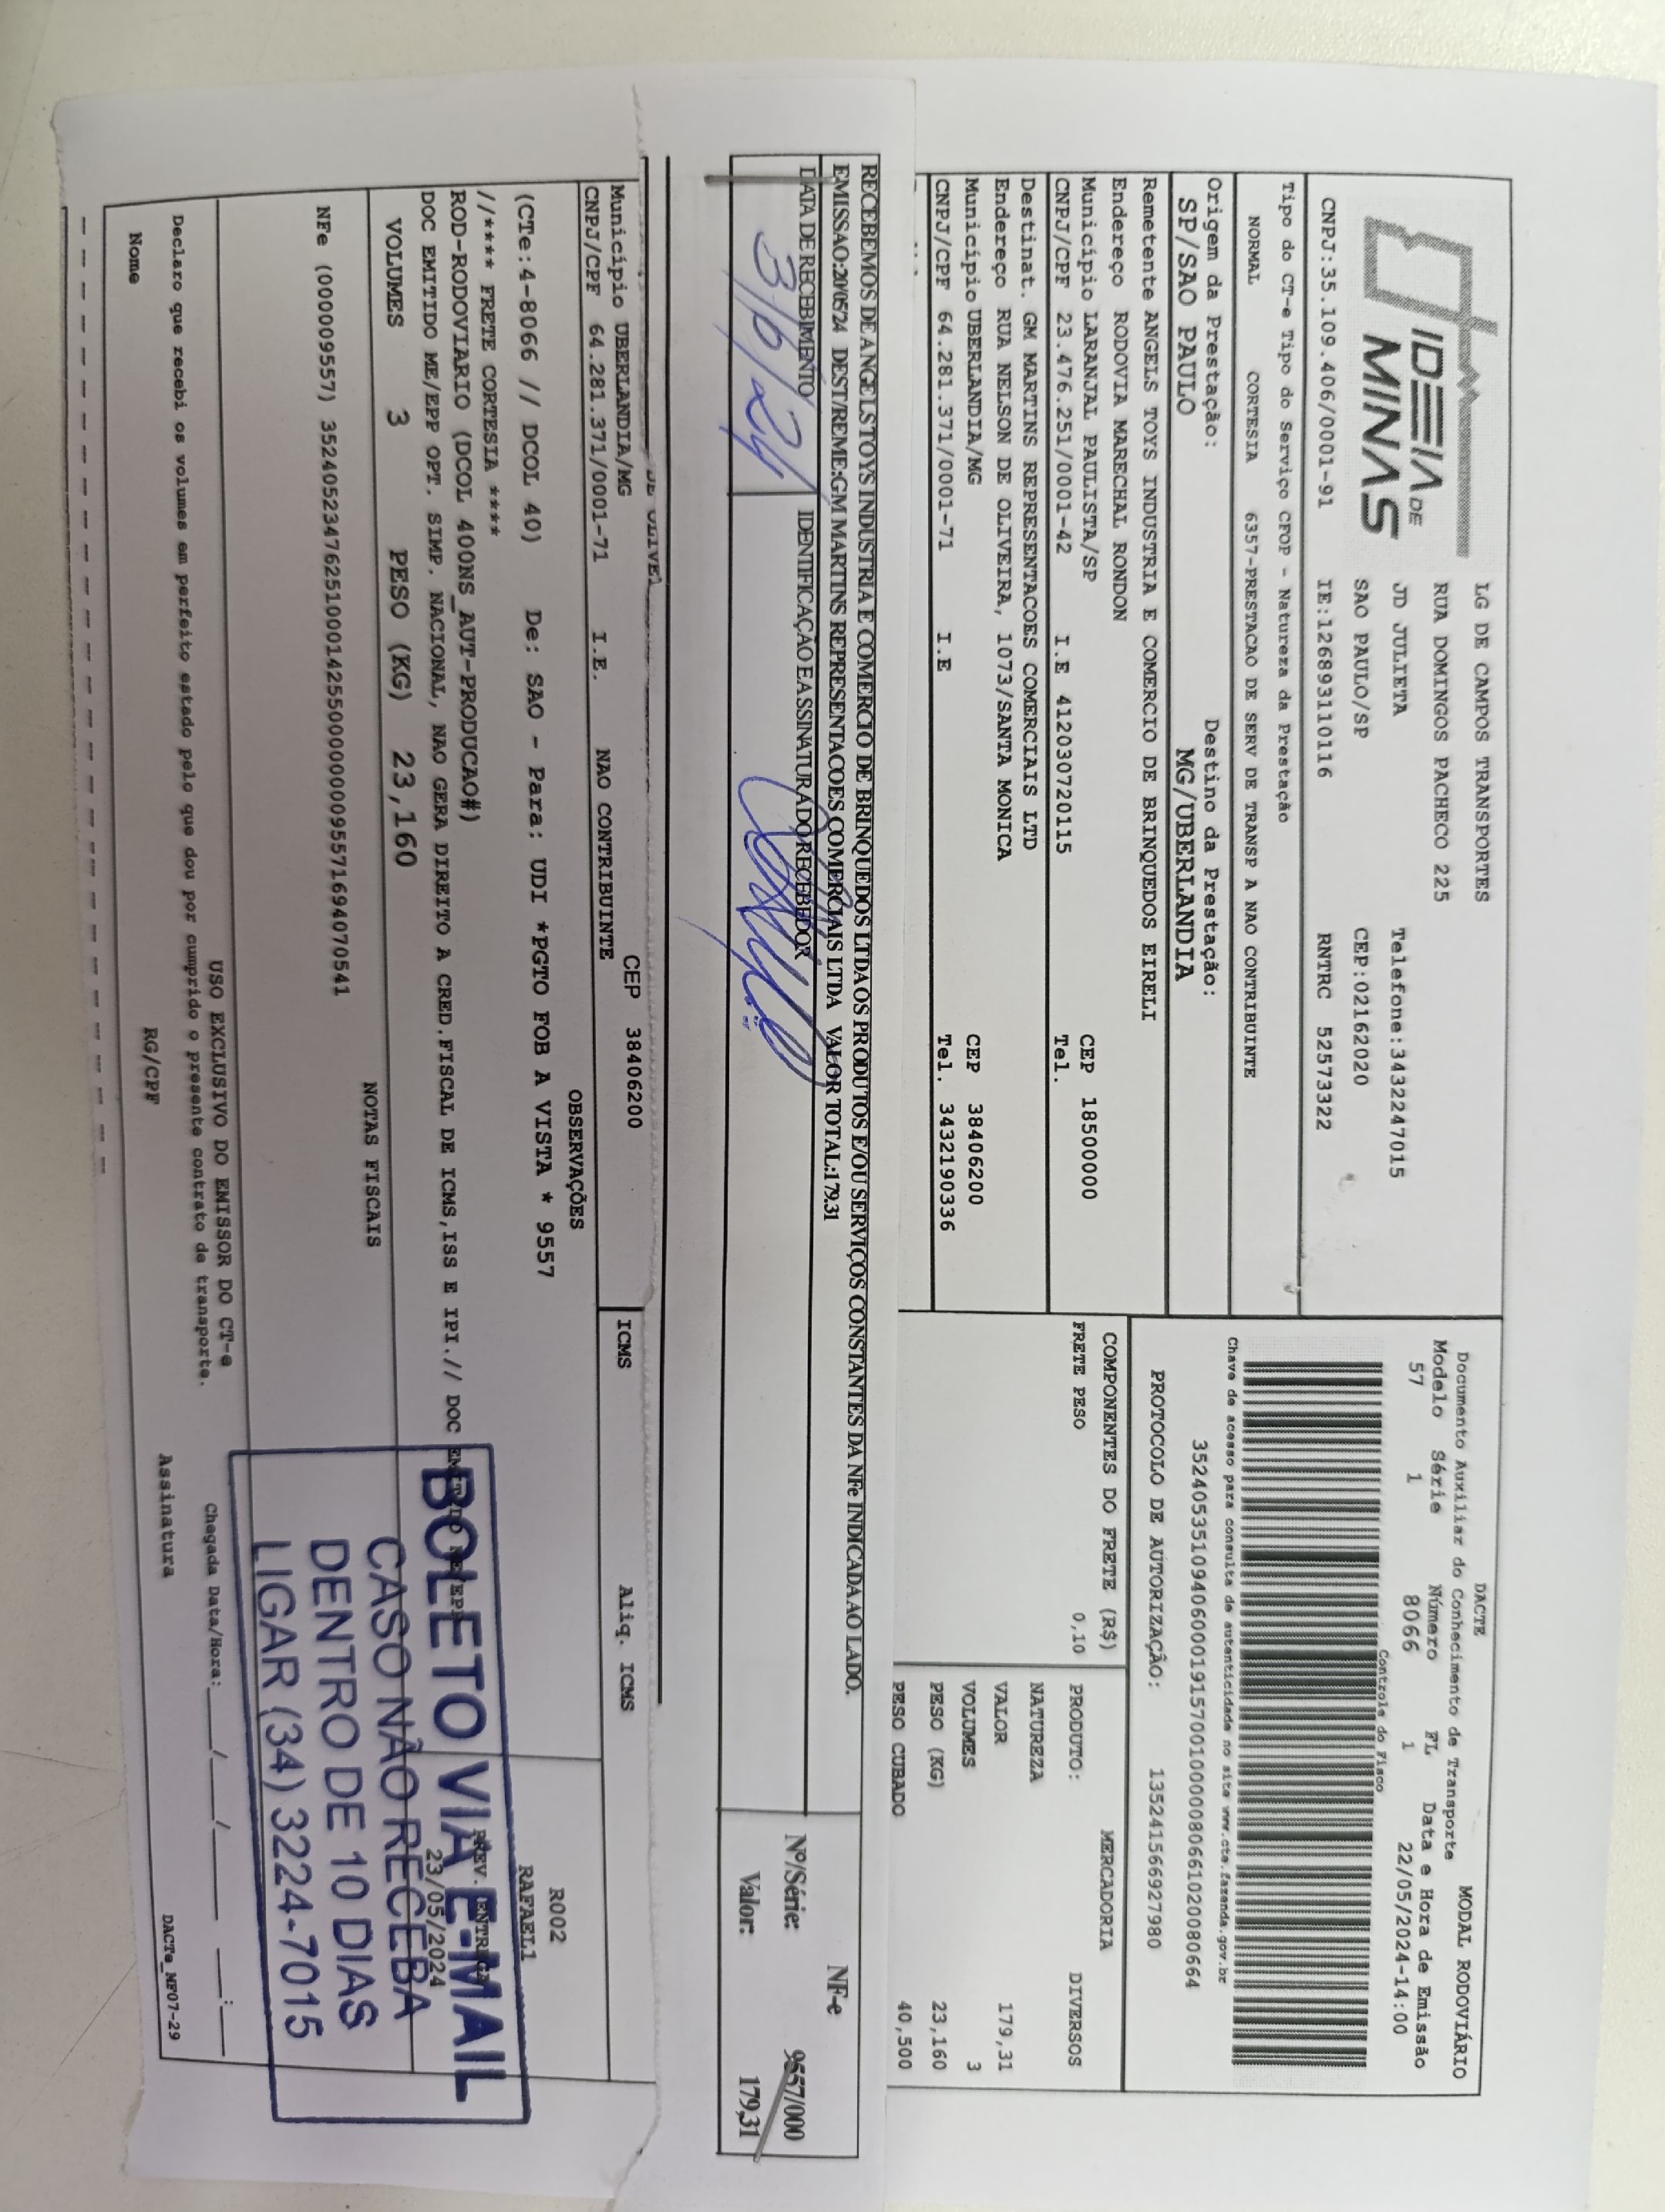 IDEIA DE
MINAS
LG DE CAMPOS TRANSPORTES
RUA DOMINGOS PACHECO 225
JD JULIETA Telefone:3432247015
SAO PAULO/SP CEP:02162020
CNPJ:35.109.406/0001-91 IE:126893110116 RNTRC 52573322
Tipo do CT-e Tipo do Serviço CFOP - Natureza da Prestação
NORMAL CORTESIA 6357-PRESTACAO DE SERV DE TRANSP A NAO CONTRIBUINTE
Origem da Prestação: Destino da Prestação:
SP/SAO PAULO MG/UBERLANDIA
Remetente ANGELS TOYS INDUSTRIA E COMERCIO DE BRINQUEDOS EIRELI
Endereço RODOVIA MARECHAL RONDON
Município LARANJAL PAULISTA/SP CEP 18500000
CNPJ/CPF 23.476.251/0001-42 I.E 412030720115 Tel.
Destinat. GM MARTINS REPRESENTACOES COMERCIAIS LTD
Endereço RUA NELSON DE OLIVEIRA, 1073/SANTA MONICA
Município UBERLANDIA/MG CEP 38406200
CNPJ/CPF 64.281.371/0001-71 I.E Tel. 3432190336
DACTE MODAL RODOVIÁRIO
Documento Auxiliar do Conhecimento de Transporte
Modelo Série Número FL Data e Hora de Emissão
57 1 8066 1 22/05/2024-14:00
Controle do Fisco
Chave de acesso para consulta de autenticidade no site www.cte.fazenda.gov.br
35240535109406000191570010000080661020080664
PROTOCOLO DE AUTORIZAÇÃO: 135241566927980
COMPONENTES DO FRETE (R$) MERCADORIA
FRETE PESO 0,10 PRODUTO: DIVERSOS
NATUREZA
VALOR 179,31
VOLUMES 3
PESO (KG) 23,160
PESO CUBADO 40,500
RECEBEMOS DE ANGELS TOYS INDUSTRIA E COMERCIO DE BRINQUEDOS LTDA OS PRODUTOS E/OU SERVIÇOS CONSTANTES DA NFe INDICADA AO LADO.
EMISSAO:20/05/24 DEST/REME:GM MARTINS REPRESENTACOES COMERCIAIS LTDA VALOR TOTAL:179.31
DATA DE RECEBIMENTO IDENTIFICAÇÃO E ASSINATURA DO RECEBEDOR
3/6/24
NF-e
Nº/Série: 9557/000
Valor: 179,31
DE OLIVEI
Município UBERLANDIA/MG CEP 38406200 ICMS Aliq. ICMS
CNPJ/CPF 64.281.371/0001-71 I.E. NAO CONTRIBUINTE
OBSERVAÇÕES
R002
(CTe:4-8066 // DCOL 40) De: SAO - Para: UDI *PGTO FOB A VISTA * 9557
RAFAEL1
//**** FRETE CORTESIA ****
ROD-RODOVIARIO (DCOL 400NS_AUT-PRODUCAO#)
DOC EMITIDO ME/EPP OPT. SIMP. NACIONAL, NAO GERA DIREITO A CRED.FISCAL DE ICMS,ISS E IPI.// DOC EMITIDO ME/EPP
PREV. ENTREGA
23/05/2024
VOLUMES 3 PESO (KG) 23,160
NOTAS FISCAIS
NFe (000009557) 35240523476251000142550000000095571694070541
BOLETO VIA E-MAIL
CASO NÃO RECEBA
DENTRO DE 10 DIAS
LIGAR (34) 3224-7015
USO EXCLUSIVO DO EMISSOR DO CT-e
Declaro que recebi os volumes em perfeito estado pelo que dou por cumprido o presente contrato de transporte.
Chegada Data/Hora: ___/___/___ __:__
Nome RG/CPF Assinatura DACTe_MF07-29